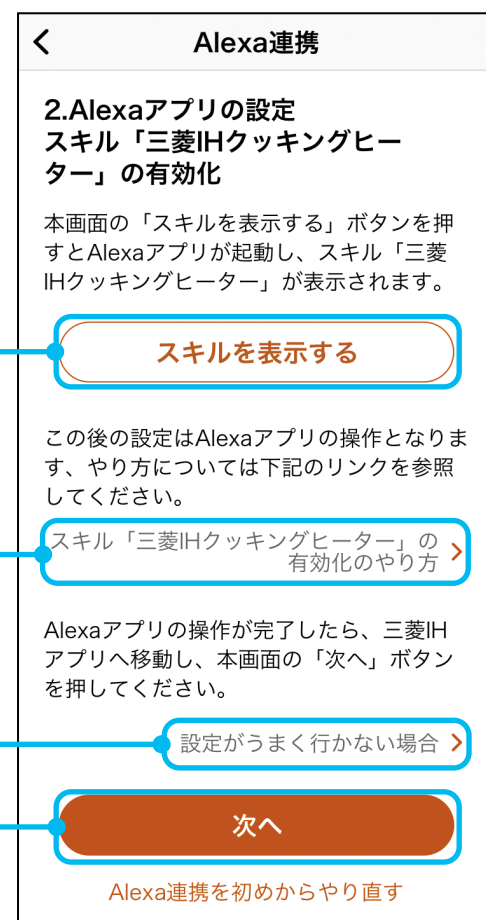 Alexa連携
2.Alexaアプリの設定
スキル「三菱IHクッキングヒー
ター」の有効化
本画面の「スキルを表示する」ボタンを押
すとAlexaアプリが起動し、スキル「三菱
IHクッキングヒーター」が表示されます。
スキルを表示する
この後の設定はAlexaアプリの操作となりま
す、やり方については下記のリンクを参照
してください。
スキル「三菱IHクッキングヒーター」の
有効化のやり方
Alexaアプリの操作が完了したら、三菱IH
アプリへ移動し、本画面の「次へ」ボタン
を押してください。
設定がうまく行かない場合
次へ
Alexa連携を初めからやり直す